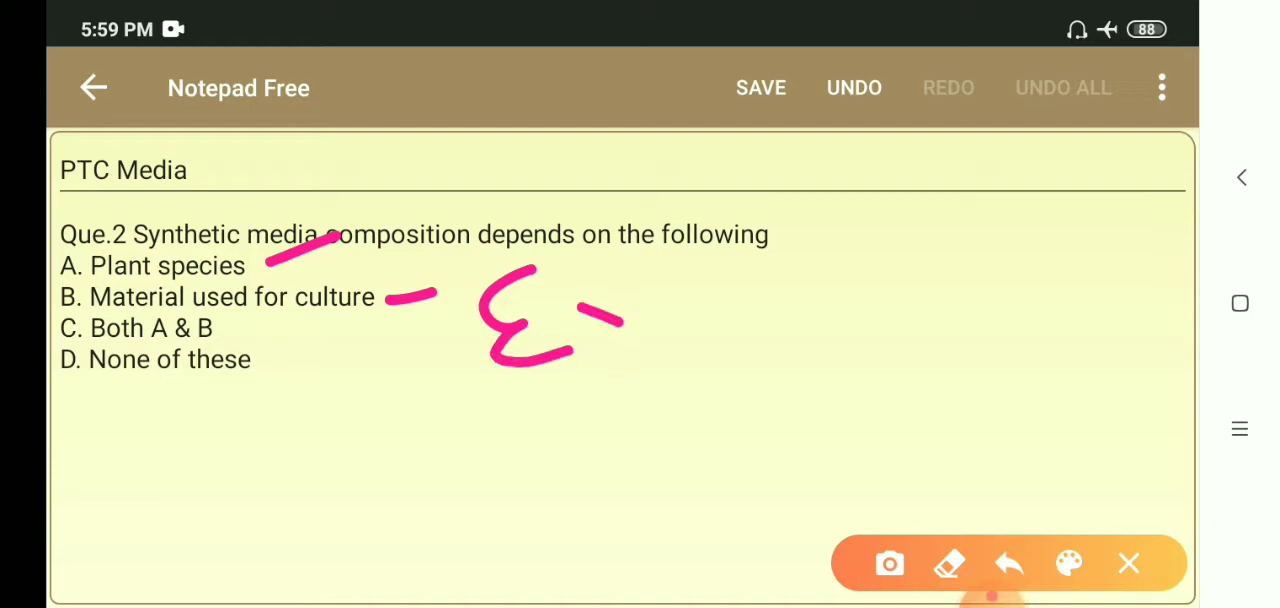 5:59 PM 88
Notepad Free SAVE UNDO REDO UNDO ALL
PTC Media
Que.2 Synthetic media composition depends on the following
A. Plant species
B. Material used for culture
C. Both A & B
D. None of these